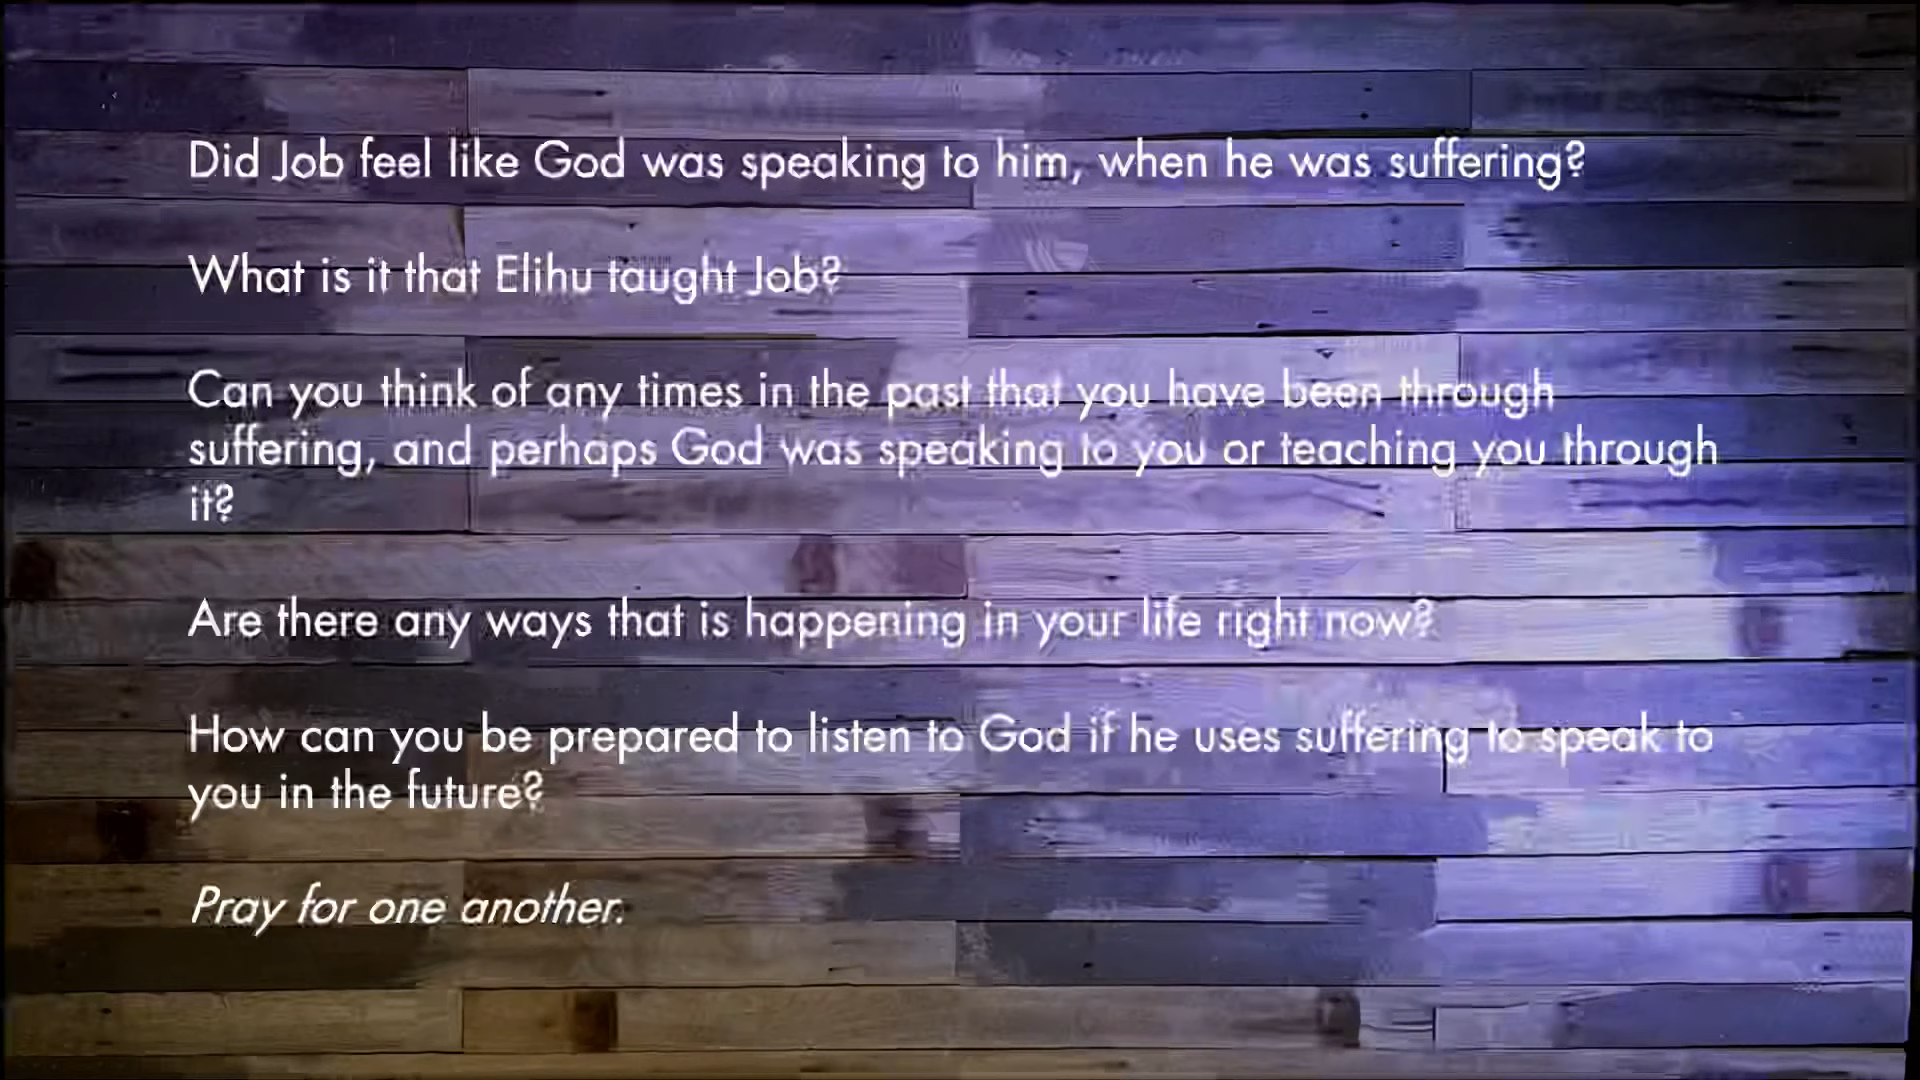 Did Job feel like God was speaking to him, when he was suffering?
What is it that Elihu taught Job?
Can you think of any times in the past that you have been through
suffering, and perhaps God was speaking to you or teaching you through
it?
Are there any ways that is happening in your life right now?
How can you be prepared to listen to God if he uses suffering to speak to
you in the future?
Pray for one another.